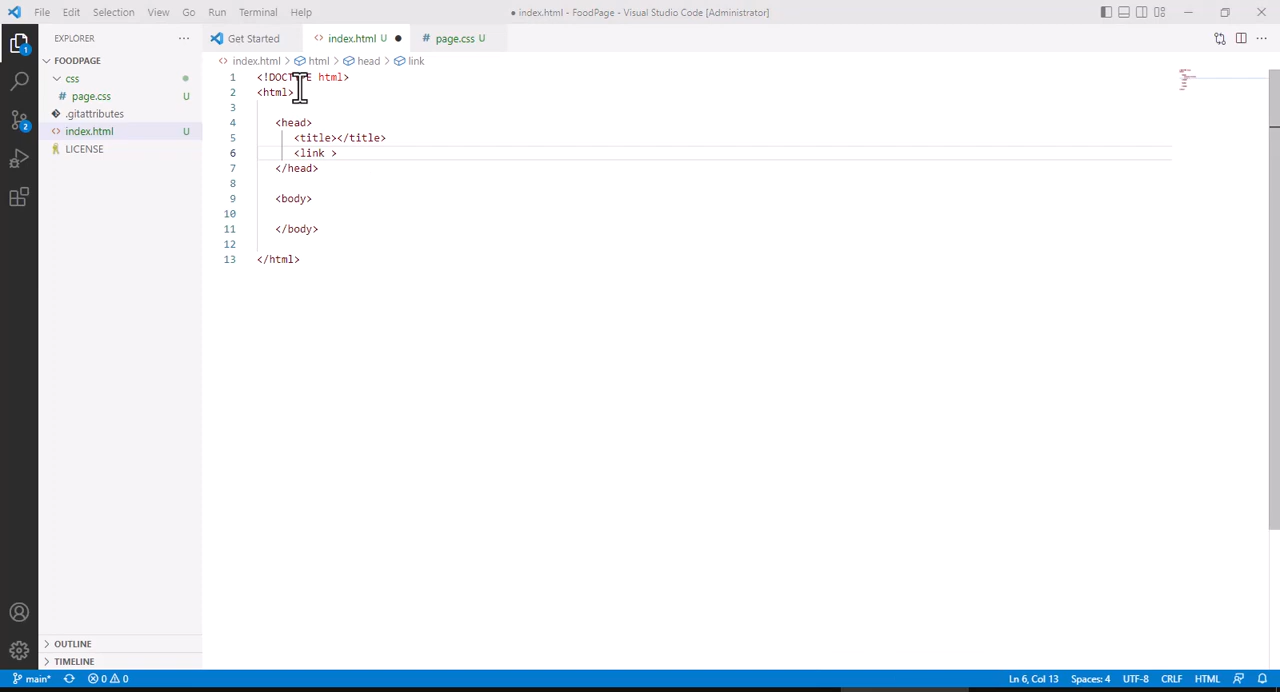 File Edit Selection View Go Run Terminal Help ● index.html - FoodPage - Visual Studio Code [Administrator]
EXPLORER ···
Get Started
<> index.html U ●
# page.css U
FOODPAGE
css
# page.css U
.gitattributes
index.html U
LICENSE
<> index.html > html > head > link
1 <!DOCTYPE html>
2 <html>
3
4 <head>
5 <title></title>
6 <link >
7 </head>
8
9 <body>
10
11 </body>
12
13 </html>
1
2
OUTLINE
TIMELINE
main* 0 0 Ln 6, Col 13 Spaces: 4 UTF-8 CRLF HTML